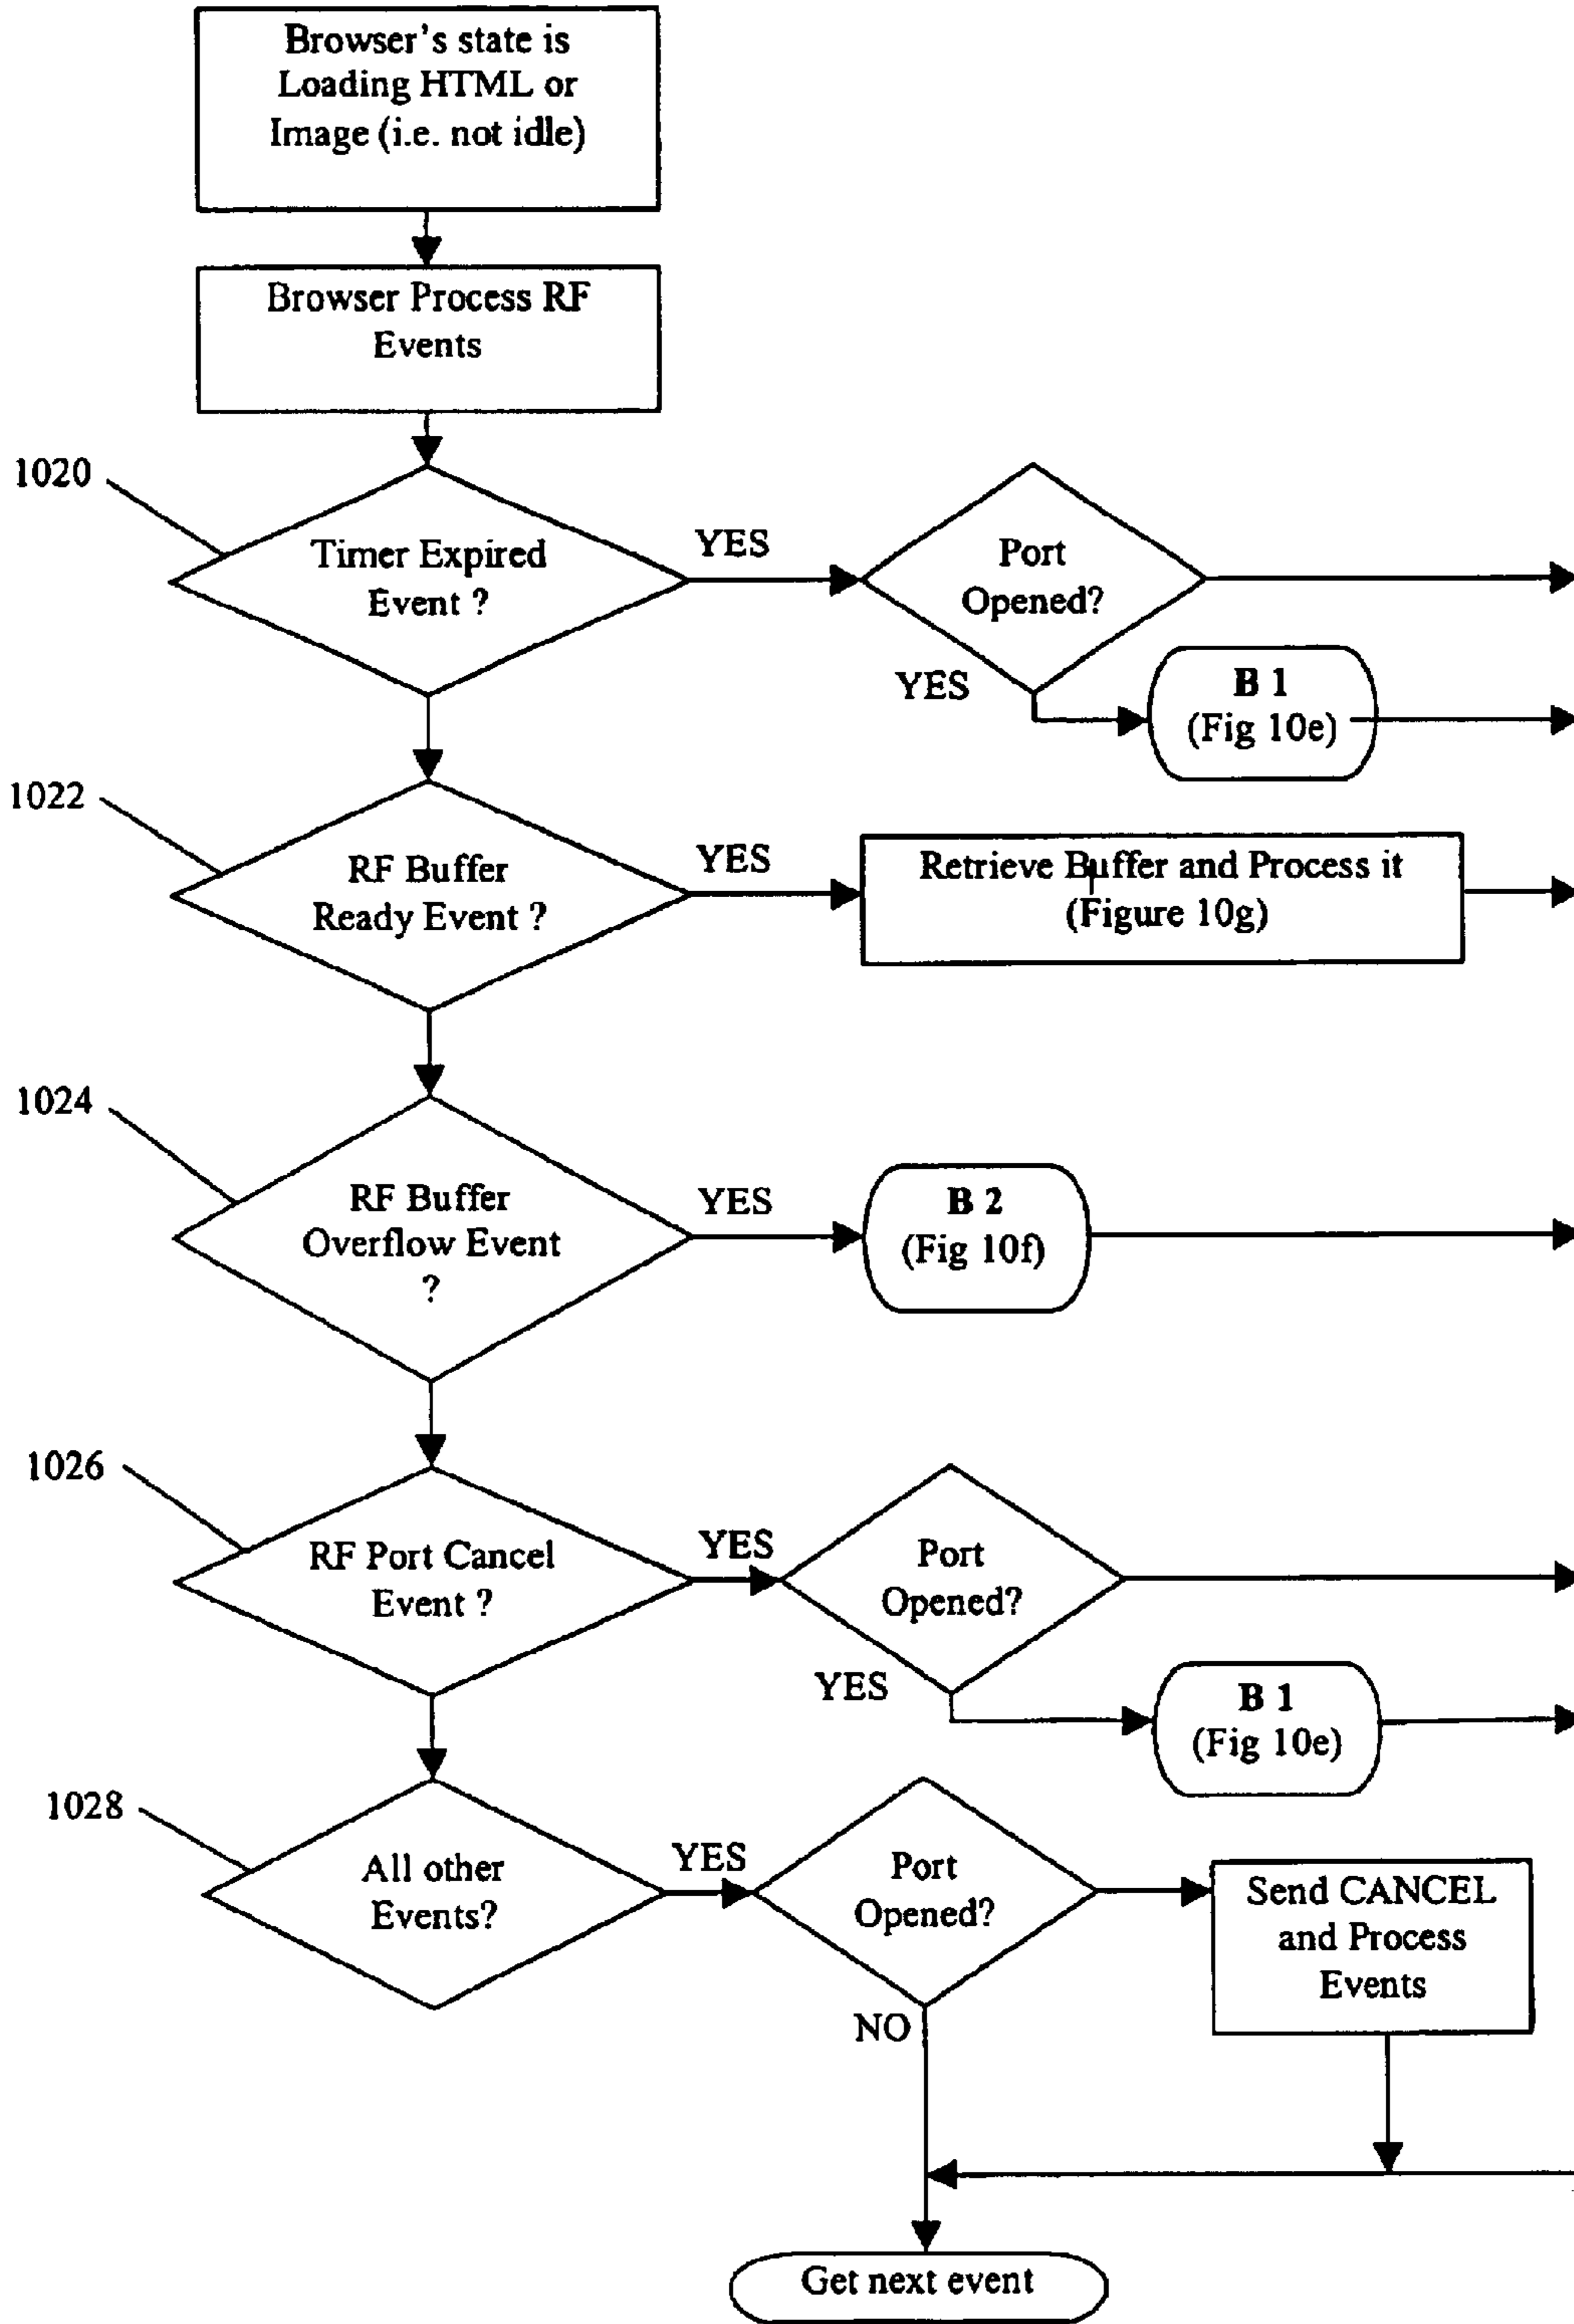 Browser's state is
Loading HTML or
Image (i.e. not idle)
Browser Process RF
Events
1020
Timer Expired
Event ?
YES
Port
Opened?
YES
B 1
(Fig 10e)
1022
RF Buffer
Ready Event ?
YES
Retrieve Buffer and Process it
(Figure 10g)
1024
RF Buffer
Overflow Event
?
YES
B 2
(Fig 10f)
1026
RF Port Cancel
Event ?
YES
Port
Opened?
YES
B 1
(Fig 10e)
1028
All other
Events?
YES
Port
Opened?
Send CANCEL
and Process
Events
NO
Get next event